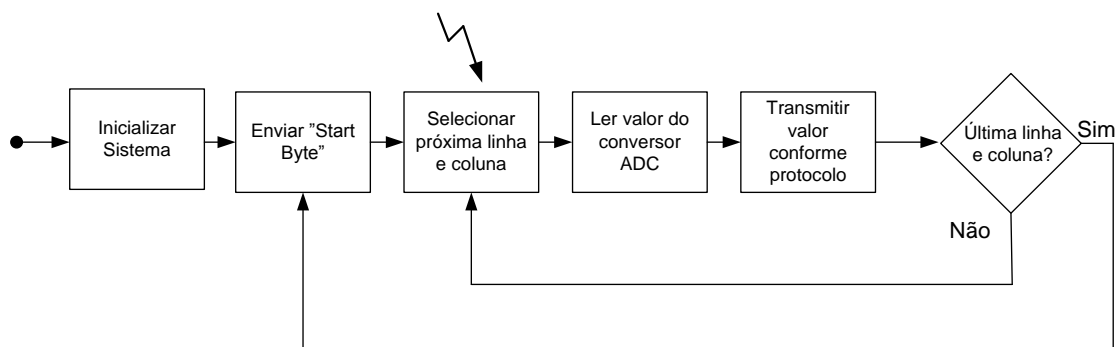 Inicializar
Sistema
Enviar ”Start
Byte”
Selecionar
próxima linha
e coluna
Ler valor do
conversor
ADC
Transmitir
valor
conforme
protocolo
Última linha
e coluna?
Sim
Não